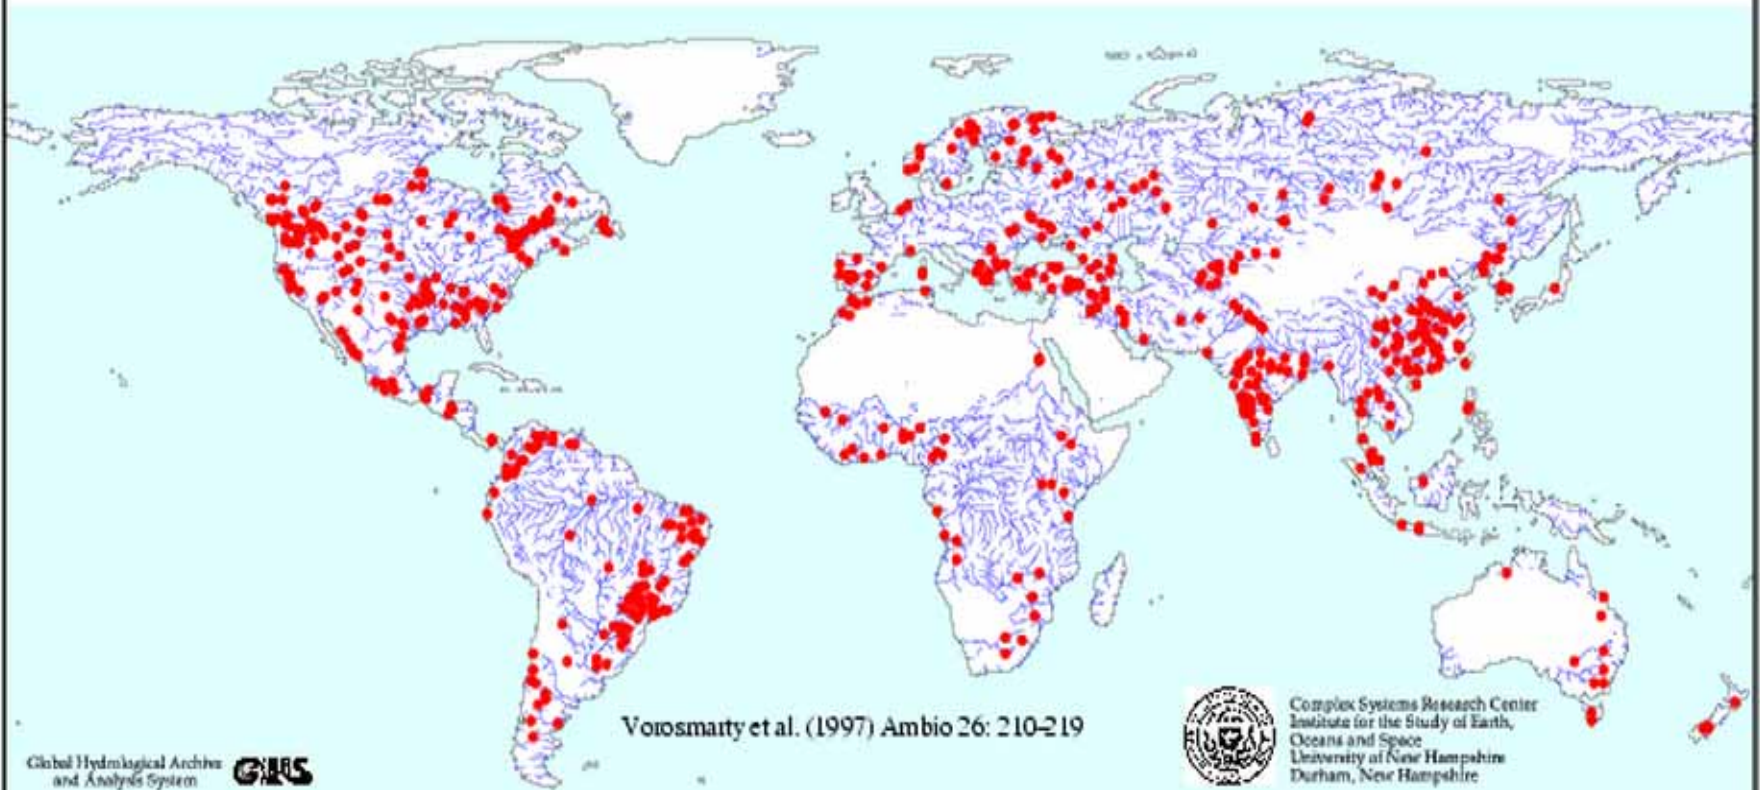 Vorosmarty et al. (1997) Ambio 26: 210-219
Complex Systems Research Center
Institute for the Study of Earth,
Oceans and Space
University of New Hampshire
Durham, New Hampshire
Global Hydrological Archive
and Analysis System